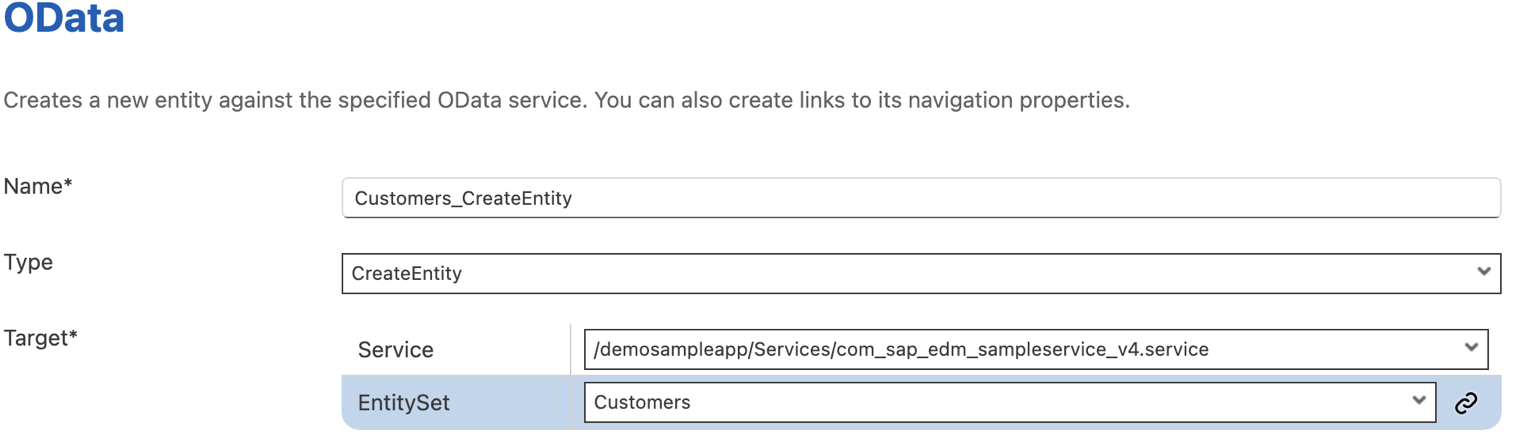 OData
Creates a new entity against the specified OData service. You can also create links to its navigation properties.
Name*
Customers_CreateEntity
Type
CreateEntity
Target*
Service
/demosampleapp/Services/com_sap_edm_sampleservice_v4.service
EntitySet
Customers